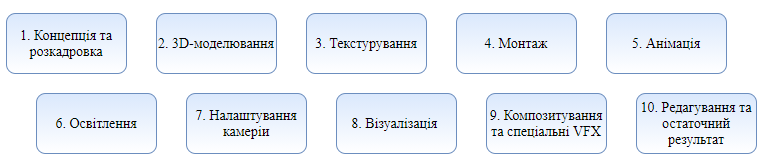 1. Концепція та
розкадровка
2. 3D-моделювання
3. Текстурування
4. Монтаж
5. Анімація
6. Освітлення
7. Налаштування
камеріи
8. Візуалізація
9. Композитування
та спеціальні VFX
10. Редагування та
остаточний
результат